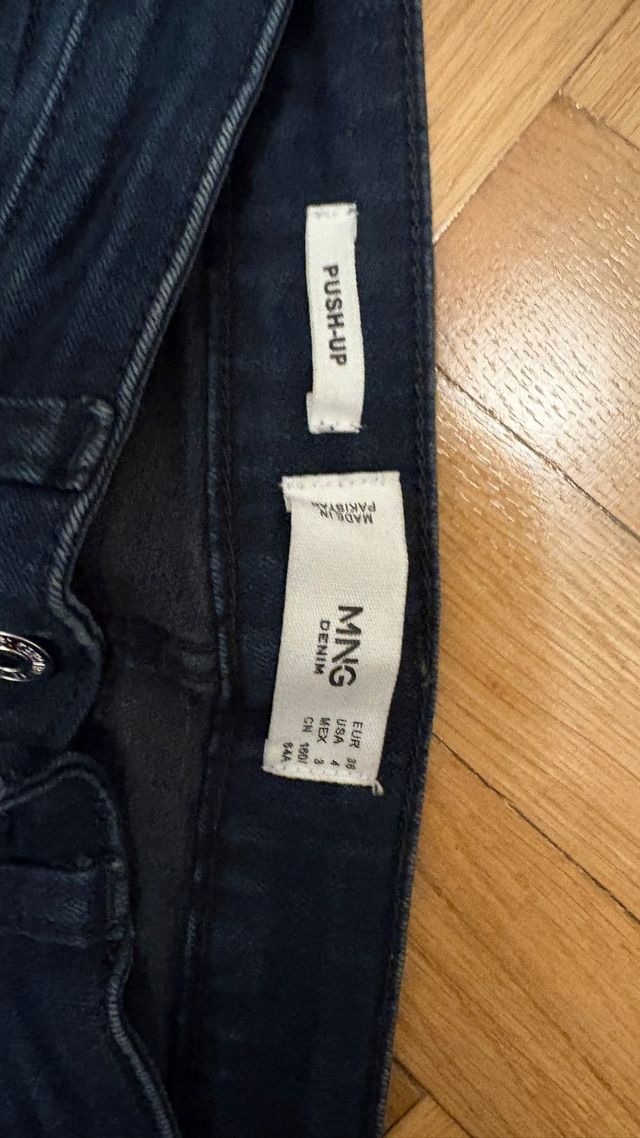 PUSH-UP
MADE IN
PAKISTAN
MNG
DENIM
EUR 36
USA 4
MEX 3
CN 160/
64A